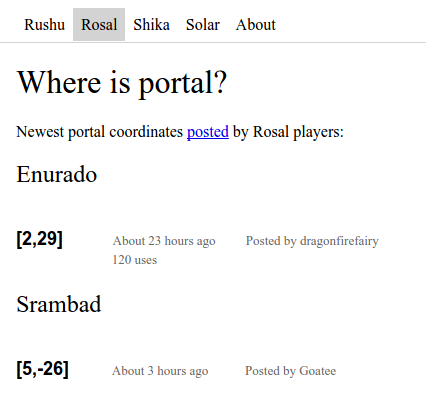 Rushu Rosal Shika Solar About
Where is portal?
Newest portal coordinates posted by Rosal players:
Enurado
[2,29] About 23 hours ago Posted by dragonfirefairy
120 uses
Srambad
[5,-26] About 3 hours ago Posted by Goatee